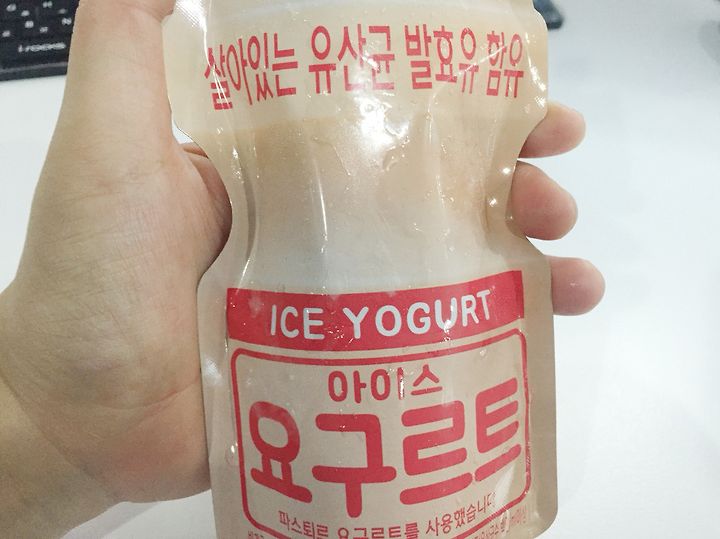 살아있는 유산균 발효유 함유
ICE YOGURT
아이스
요구르트
파스퇴르 요구르트를 사용했습니다